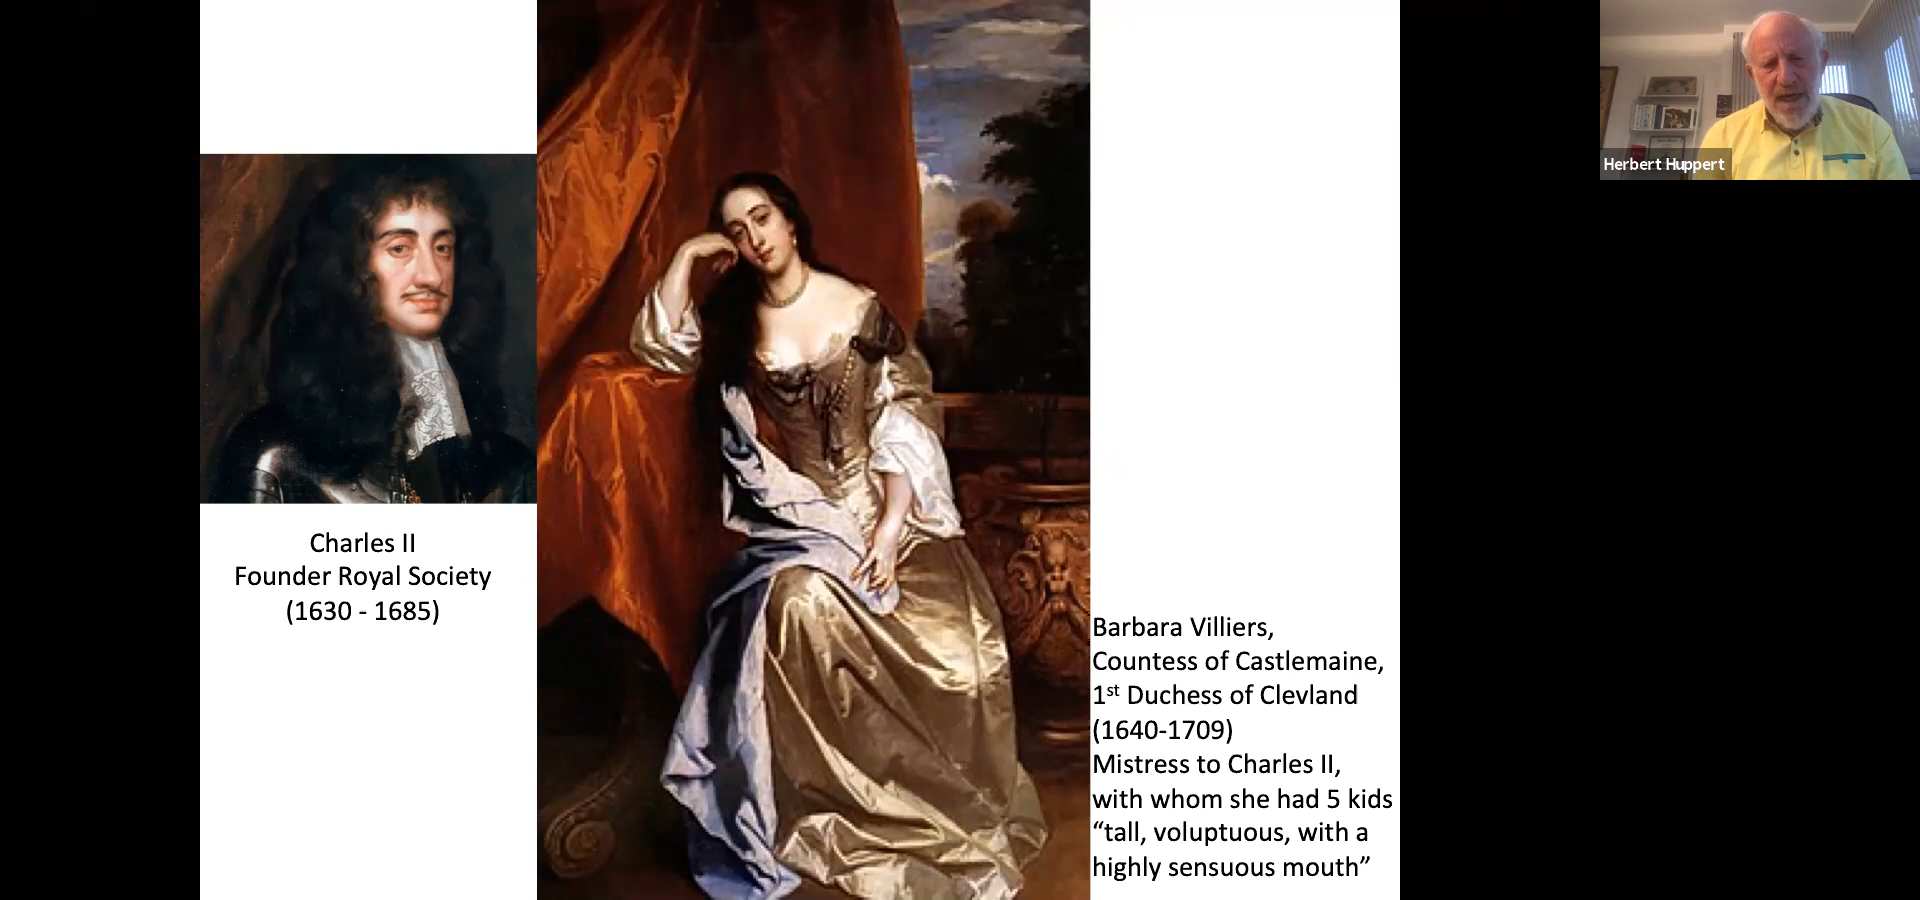 Herbert Huppert
Charles II
Founder Royal Society
(1630 - 1685)
Barbara Villiers,
Countess of Castlemaine,
1st Duchess of Clevland
(1640-1709)
Mistress to Charles II,
with whom she had 5 kids
“tall, voluptuous, with a
highly sensuous mouth”